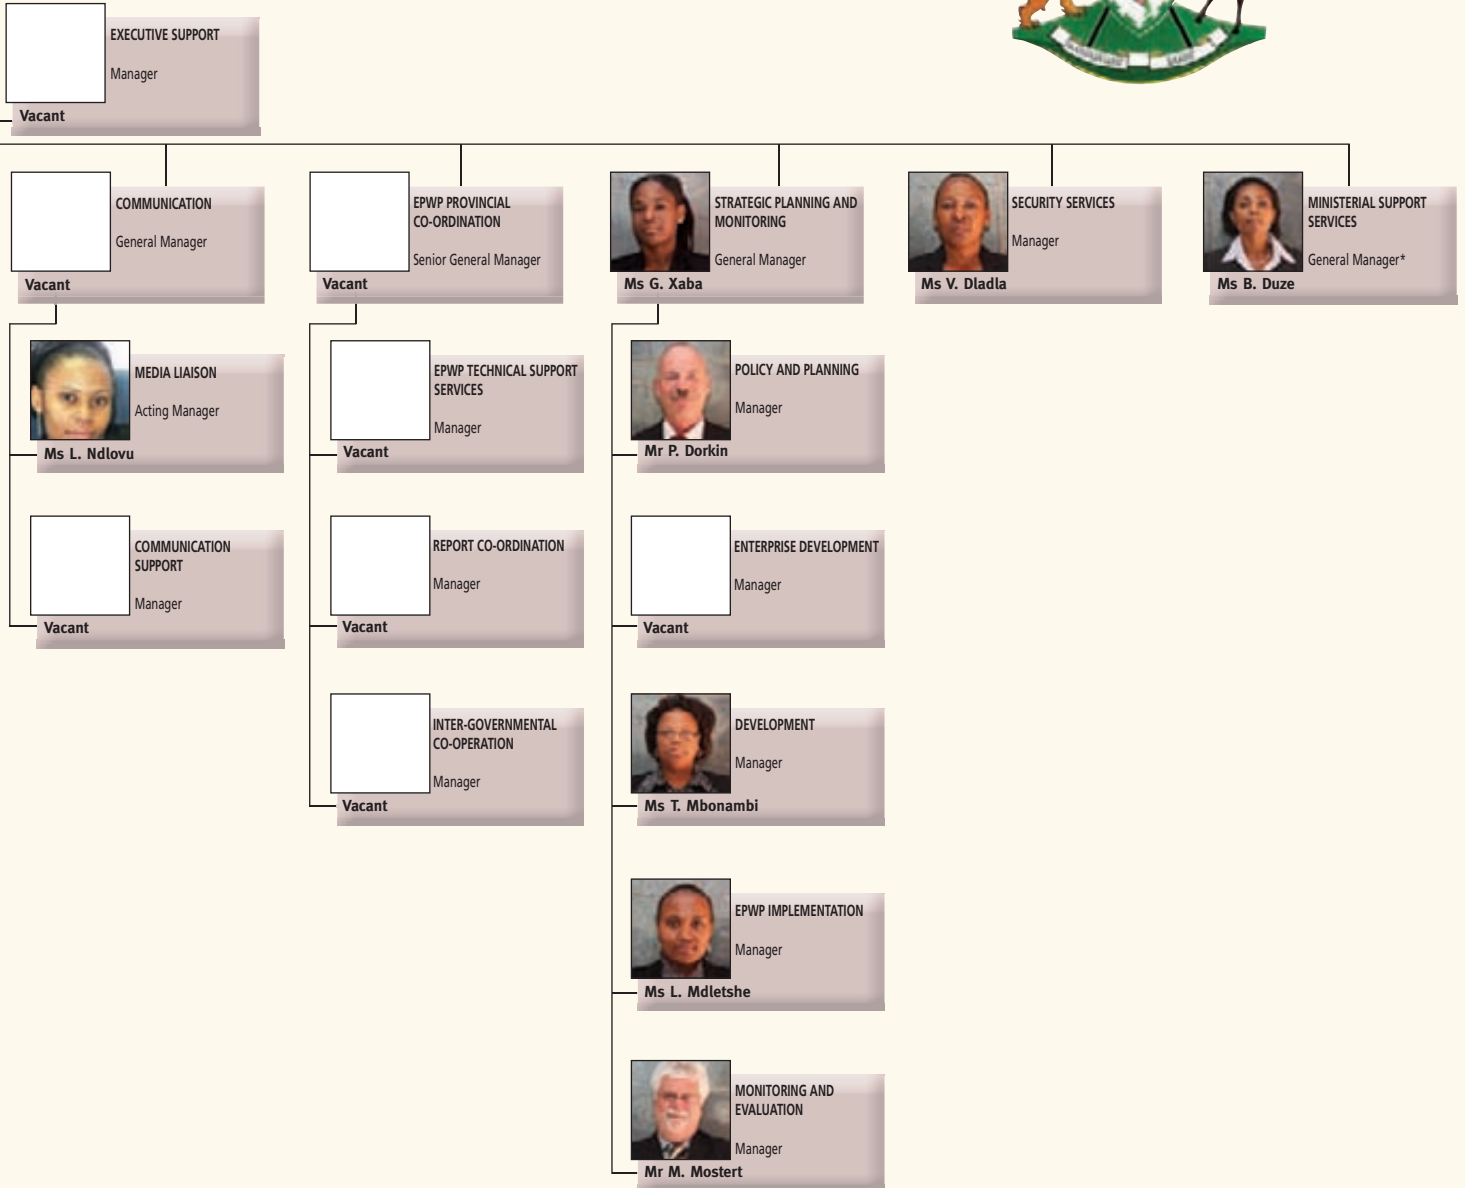 EXECUTIVE SUPPORT
Manager
Vacant
COMMUNICATION
General Manager
Vacant
EPWP PROVINCIAL
CO-ORDINATION
Senior General Manager
Vacant
STRATEGIC PLANNING AND
MONITORING
General Manager
Ms G. Xaba
SECURITY SERVICES
Manager
Ms V. Dladla
MINISTERIAL SUPPORT
SERVICES
General Manager*
Ms B. Duze
MEDIA LIAISON
Acting Manager
Ms L. Ndlovu
COMMUNICATION
SUPPORT
Manager
Vacant
EPWP TECHNICAL SUPPORT
SERVICES
Manager
Vacant
REPORT CO-ORDINATION
Manager
Vacant
INTER-GOVERNMENTAL
CO-OPERATION
Manager
Vacant
POLICY AND PLANNING
Manager
Mr P. Dorkin
ENTERPRISE DEVELOPMENT
Manager
Vacant
DEVELOPMENT
Manager
Ms T. Mbonambi
EPWP IMPLEMENTATION
Manager
Ms L. Mdletshe
MONITORING AND
EVALUATION
Manager
Mr M. Mostert